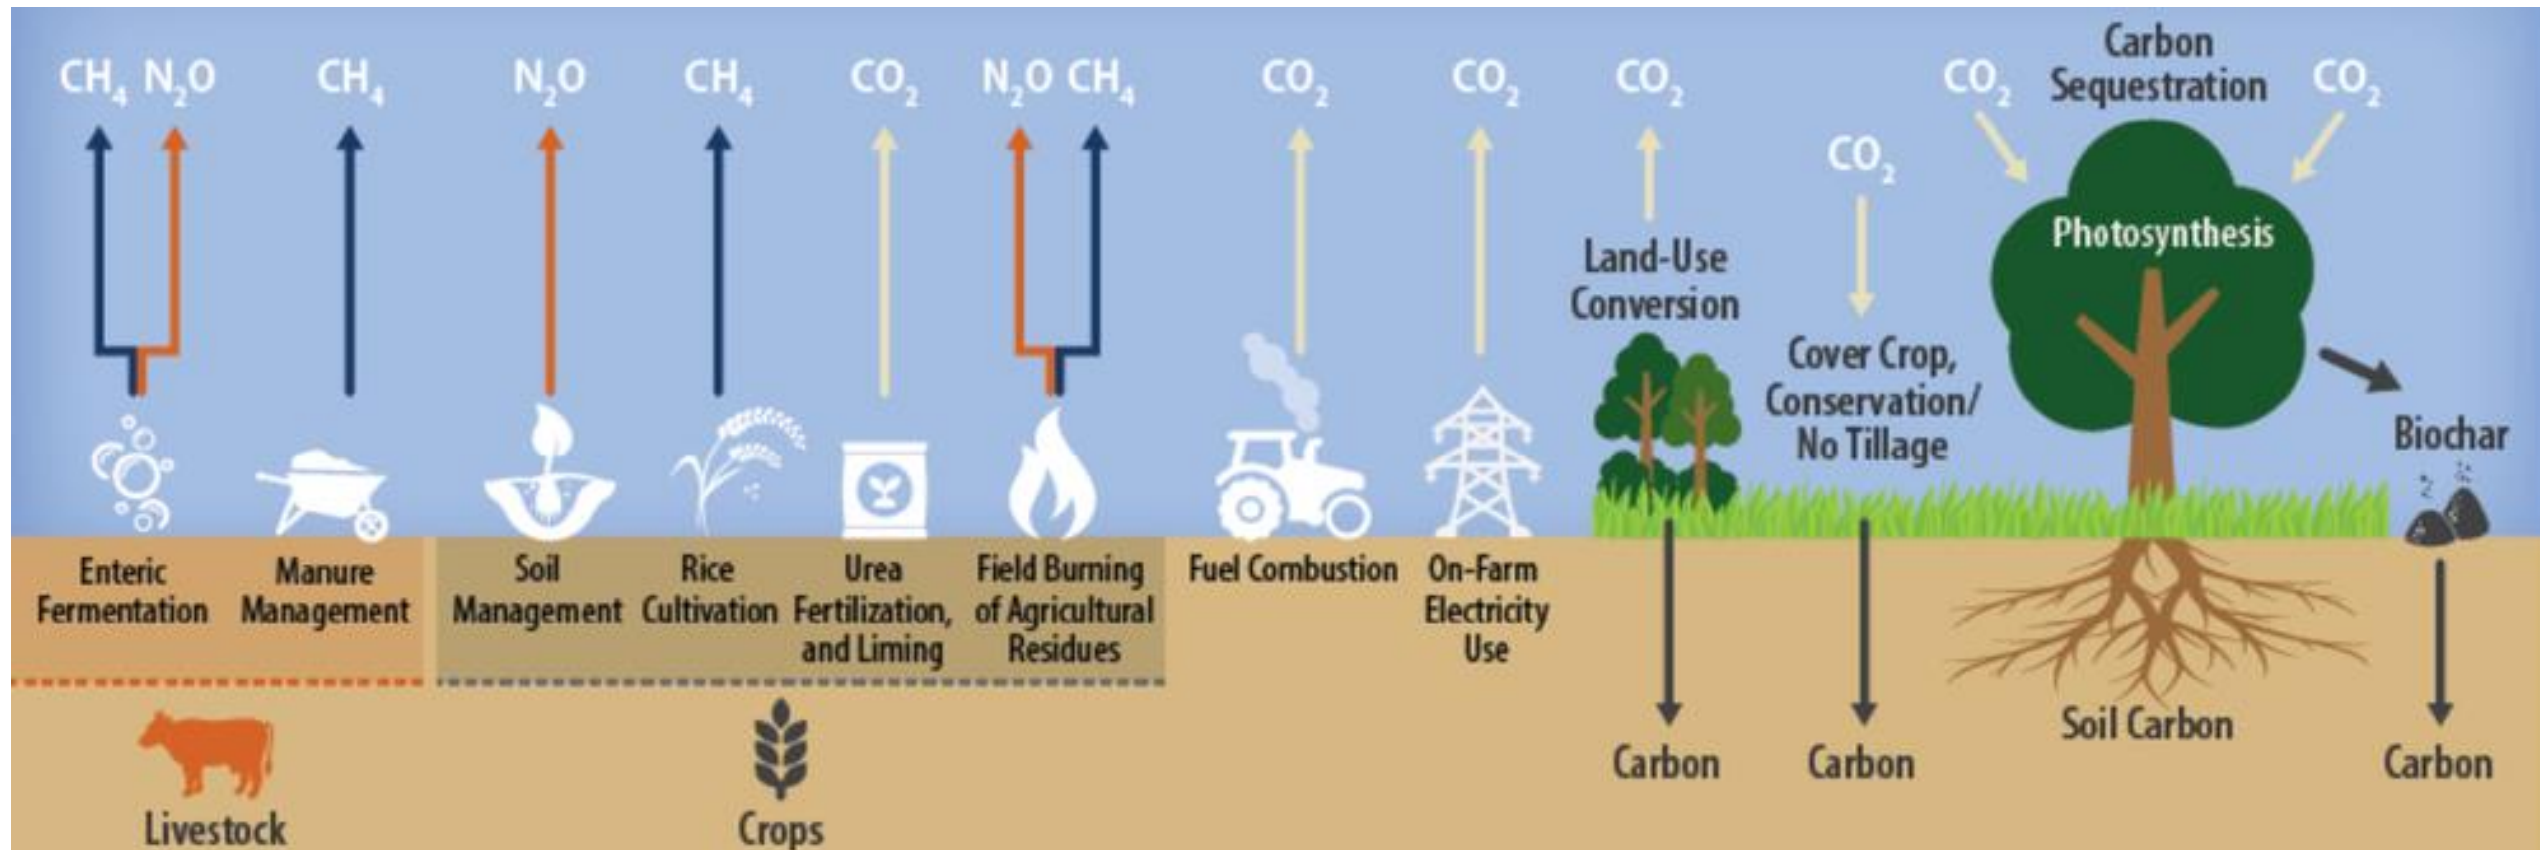 CH₄ N₂O
CH₄
N₂O
CH₄
CO₂
N₂O CH₄
CO₂
CO₂
CO₂
CO₂
CO₂
Carbon
Sequestration
CO₂
Photosynthesis
Land-Use
Conversion
Cover Crop,
Conservation/
No Tillage
Biochar
Enteric
Fermentation
Manure
Management
Soil
Management
Rice
Cultivation
Urea
Fertilization,
and Liming
Field Burning
of Agricultural
Residues
Fuel Combustion
On-Farm
Electricity
Use
Carbon
Carbon
Soil Carbon
Carbon
Livestock
Crops